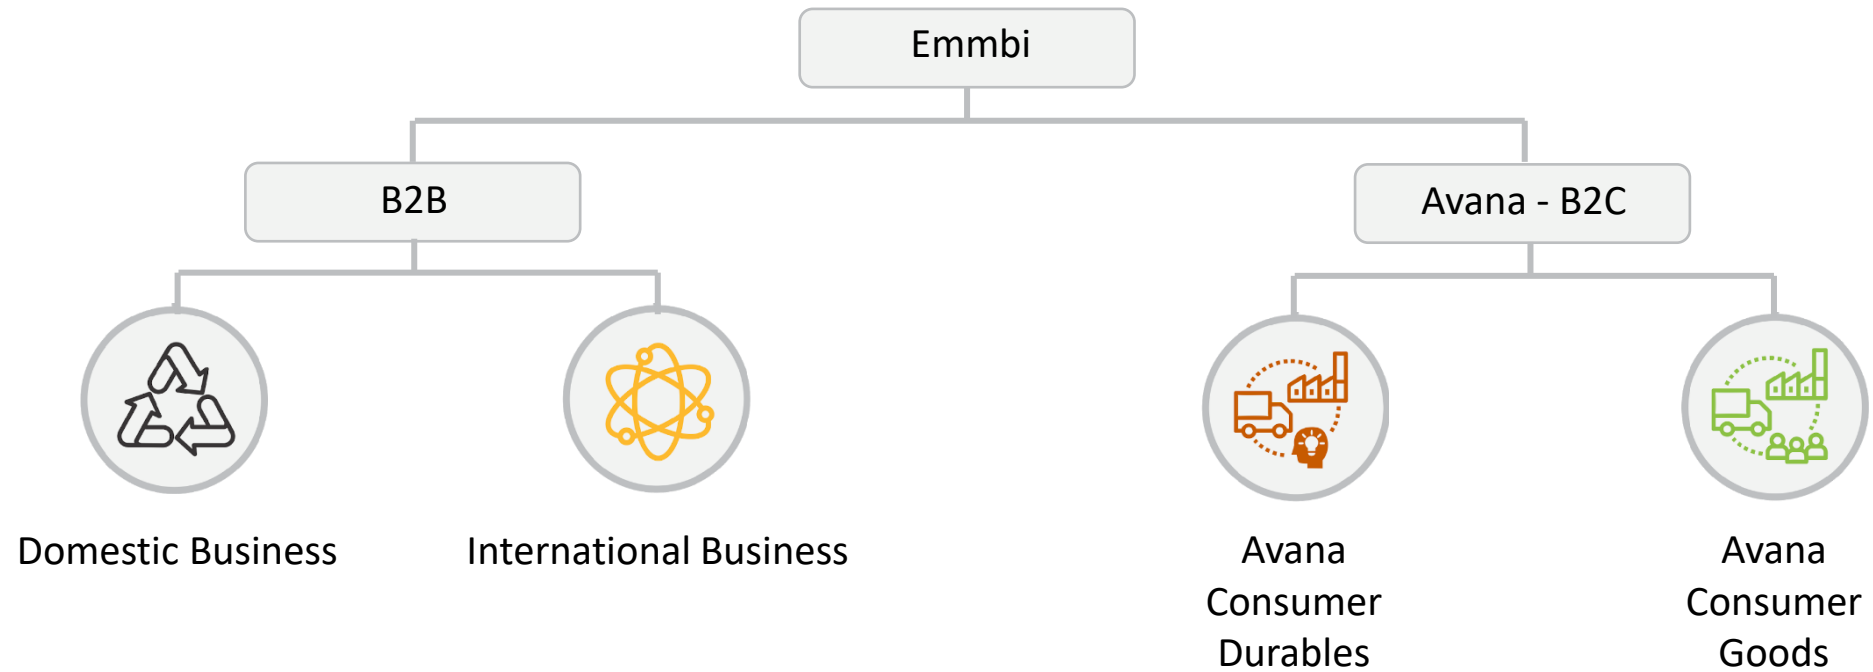 Emmbi
B2B
Avana - B2C
Domestic Business
International Business
Avana
Consumer
Durables
Avana
Consumer
Goods